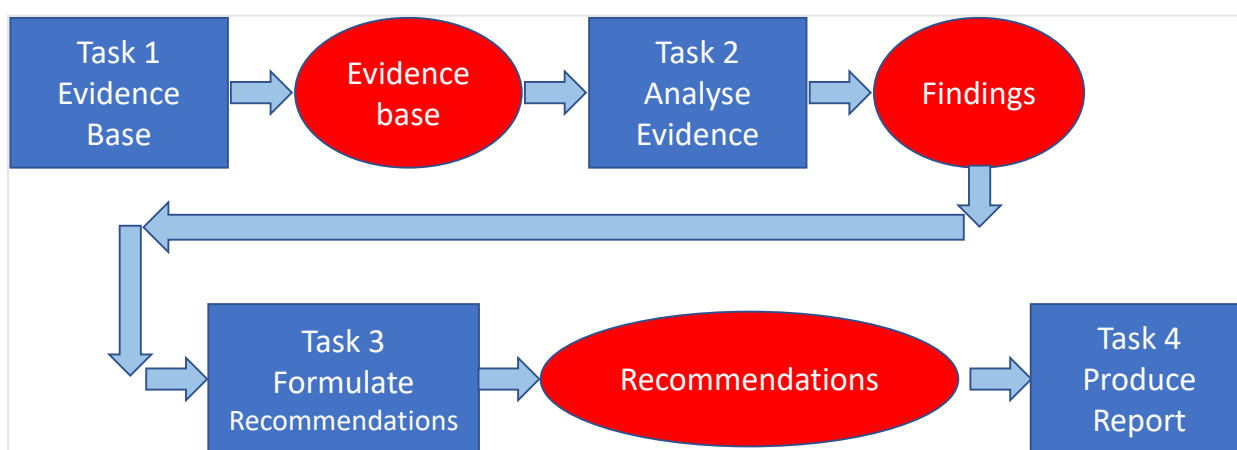 Task 1
Evidence
Base
Evidence
base
Task 2
Analyse
Evidence
Findings
Task 3
Formulate
Recommendations
Recommendations
Task 4
Produce
Report